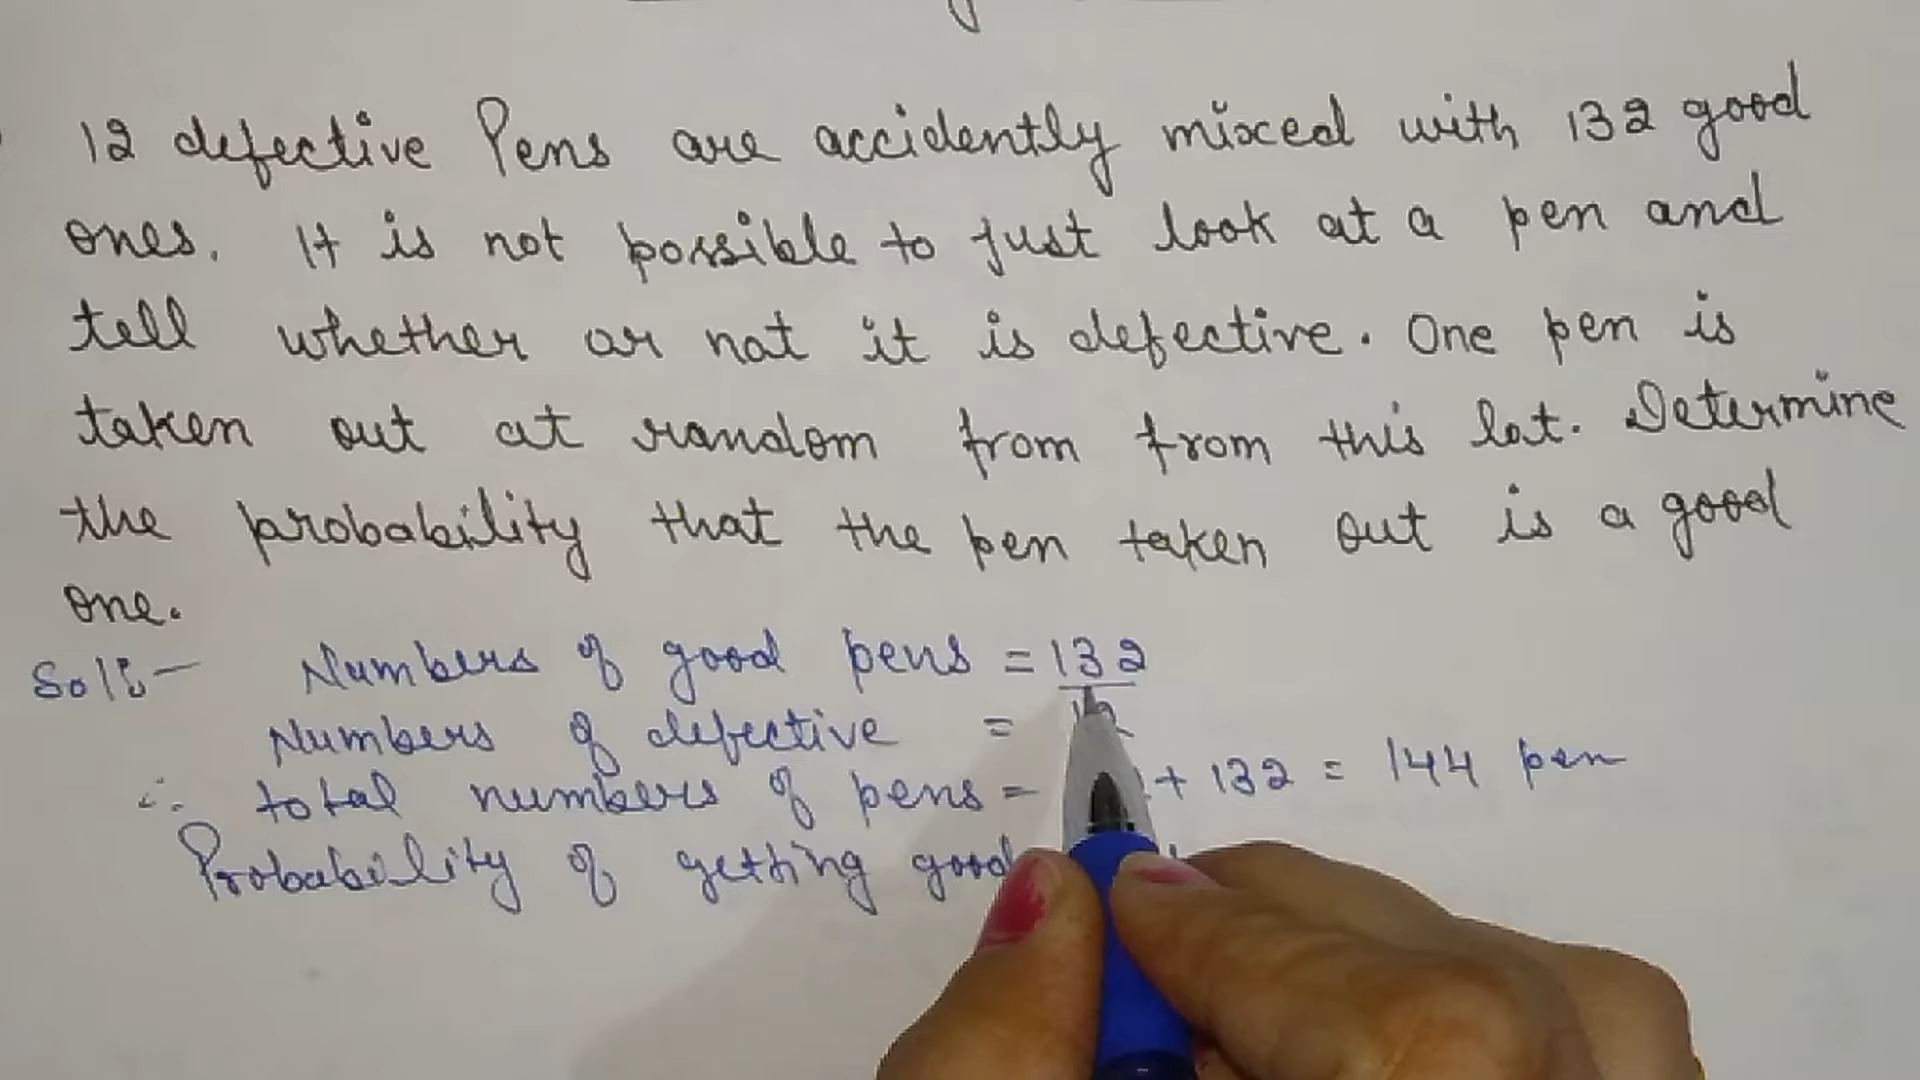 12 defective Pens are accidently mixed with 132 good
ones. It is not possible to just look at a pen and
tell whether or not it is defective. One pen is
taken out at random from from this lot. Determine
the probability that the pen taken out is a good
one.
Sol:- Numbers of good pens = 132
Numbers of defective = 12
∴ total numbers of pens = + 132 = 144 pen
Probability of getting good